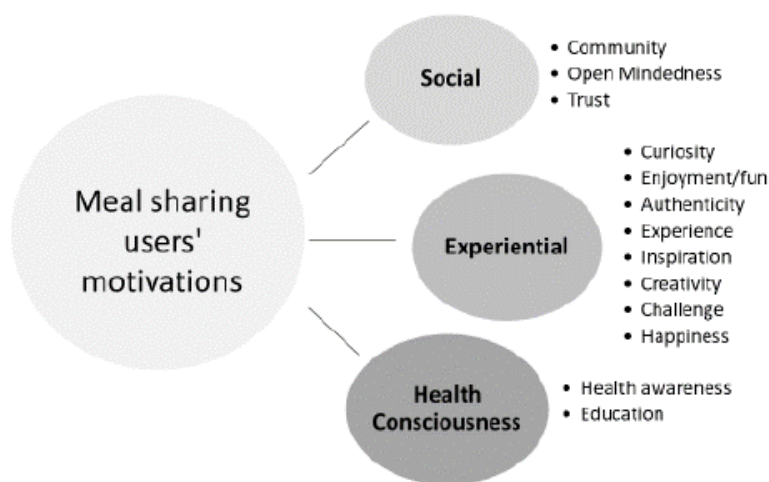 Meal sharing
users'
motivations
Social
• Community
• Open Mindedness
• Trust
Experiential
• Curiosity
• Enjoyment/fun
• Authenticity
• Experience
• Inspiration
• Creativity
• Challenge
• Happiness
Health
Consciousness
• Health awareness
• Education